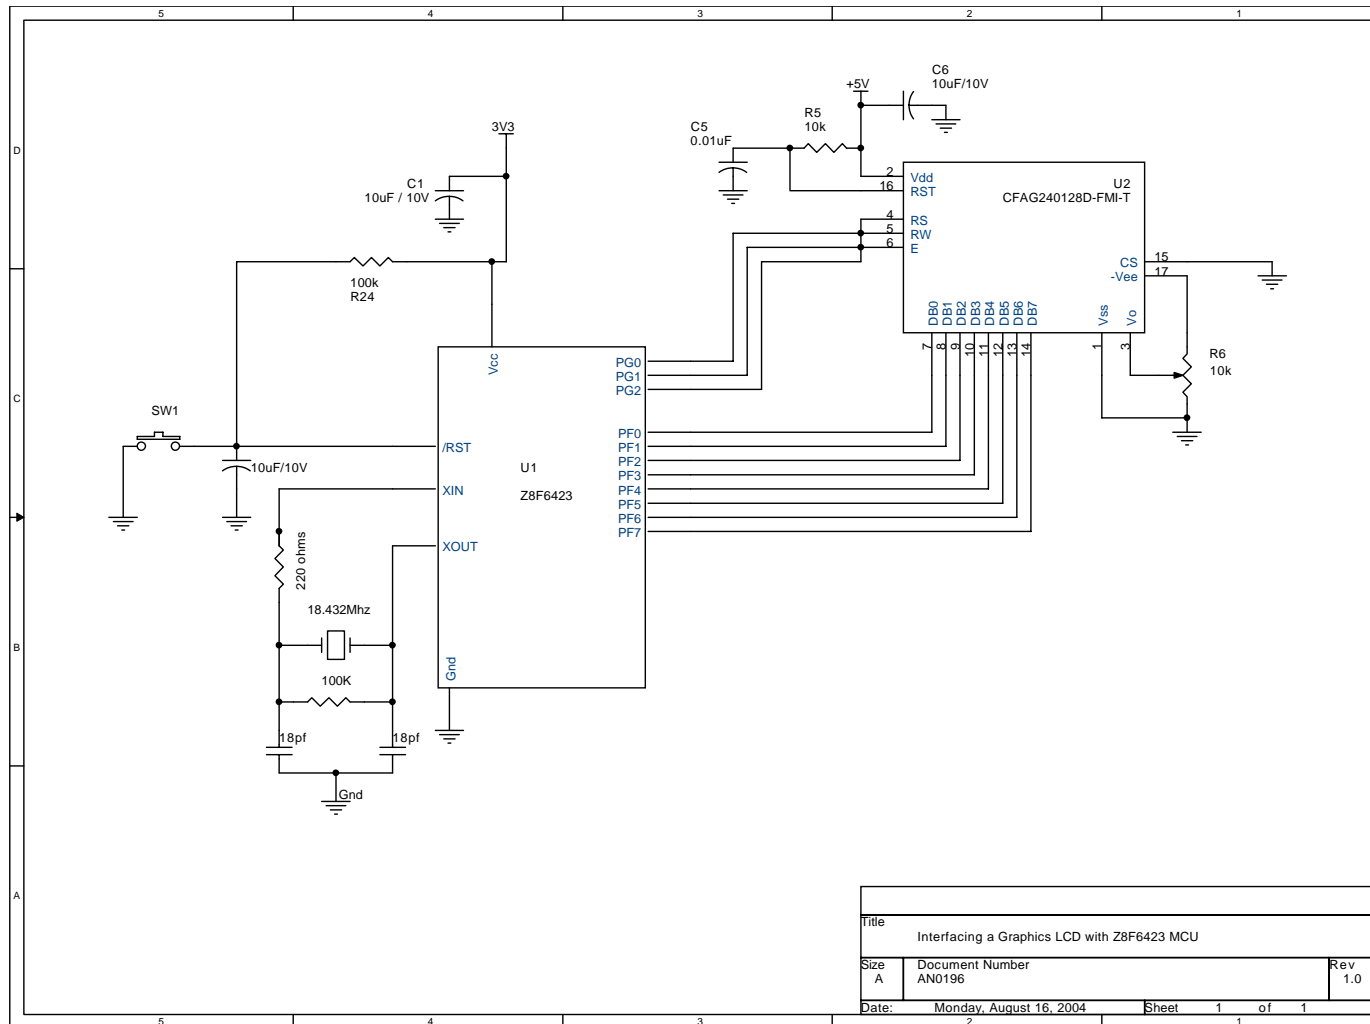 5 4 3 2 1
D
C
B
A
3V3
C1
10uF / 10V
100k
R24
SW1
10uF/10V
220 ohms
18.432Mhz
100K
18pf 18pf
Gnd
Vcc
/RST
XIN
XOUT
Gnd
U1
Z8F6423
PG0
PG1
PG2
PF0
PF1
PF2
PF3
PF4
PF5
PF6
PF7
+5V
C6
10uF/10V
R5
10k
C5
0.01uF
2 Vdd
16 RST
4 RS
5 RW
6 E
U2
CFAG240128D-FMI-T
CS 15
-Vee 17
DB0 DB1 DB2 DB3 DB4 DB5 DB6 DB7 Vss Vo
7 8 9 10 11 12 13 14 1 3
R6
10k
Title
Interfacing a Graphics LCD with Z8F6423 MCU
Size Document Number Rev
A AN0196 1.0
Date: Monday, August 16, 2004 Sheet 1 of 1
5 4 3 2 1